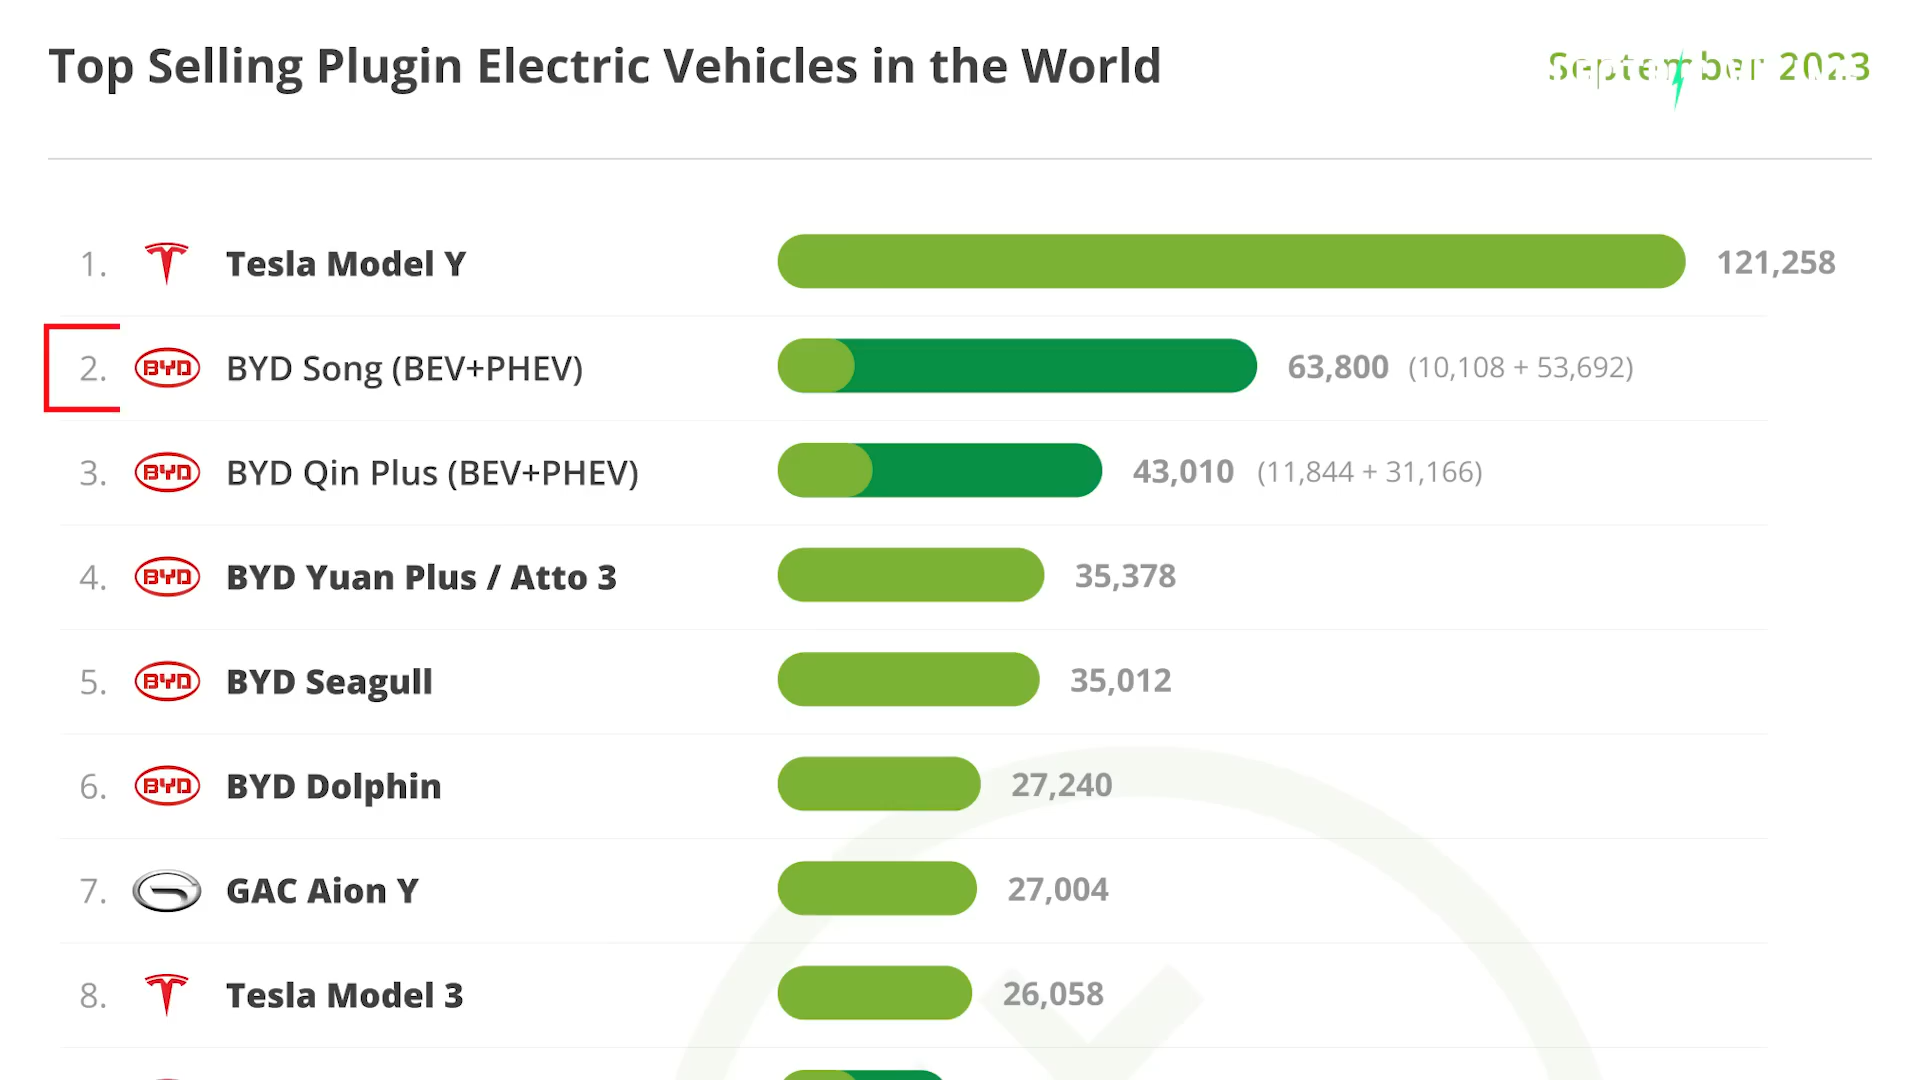 Top Selling Plugin Electric Vehicles in the World
September 2023
1. BYD Tesla Model Y 121,258
2. BYD BYD Song (BEV+PHEV) 63,800 (10,108 + 53,692)
3. BYD BYD Qin Plus (BEV+PHEV) 43,010 (11,844 + 31,166)
4. BYD BYD Yuan Plus / Atto 3 35,378
5. BYD BYD Seagull 35,012
6. BYD BYD Dolphin 27,240
7. GAC Aion Y 27,004
8. Tesla Model 3 26,058